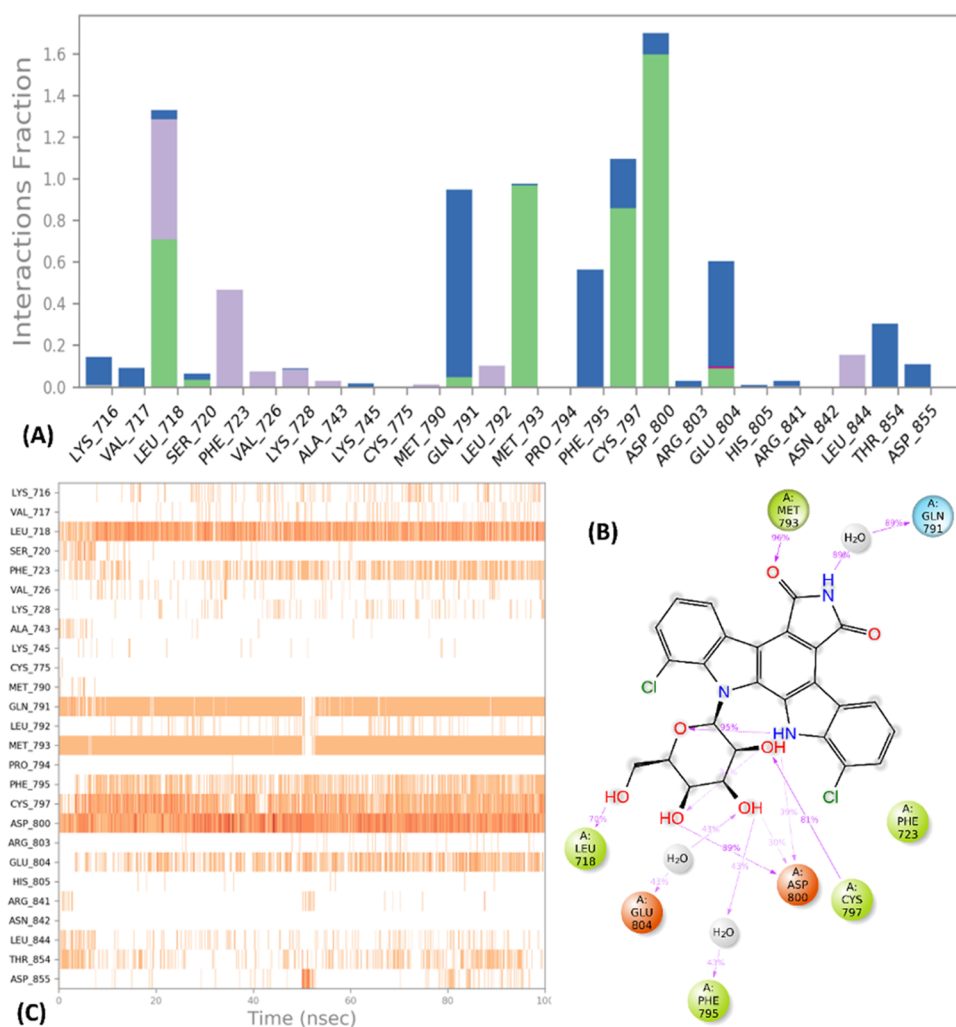 Interactions Fraction
1.6
1.4
1.2
1.0
0.8
0.6
0.4
0.2
0.0
(A)
LYS_716
VAL_717
LEU_718
SER_720
PHE_723
VAL_726
LYS_728
ALA_743
LYS_745
CYS_775
MET_790
GLN_791
LEU_792
MET_793
PRO_794
PHE_795
CYS_797
ASP_800
ARG_803
GLU_804
HIS_805
ARG_841
ASN_842
LEU_844
THR_854
ASP_855
LYS_716
VAL_717
LEU_718
SER_720
PHE_723
VAL_726
LYS_728
ALA_743
LYS_745
CYS_775
MET_790
GLN_791
LEU_792
MET_793
PRO_794
PHE_795
CYS_797
ASP_800
ARG_803
GLU_804
HIS_805
ARG_841
ASN_842
LEU_844
THR_854
ASP_855
0
20
40
60
80
100
Time (nsec)
(C)
(B)
A:
MET
793
A:
GLN
791
H₂O
89%
96%
89%
H
N
O
O
Cl
N
HN
95%
O
OH
Cl
HO
HO
OH
70%
43%
39%
81%
89%
30%
43%
43%
43%
A:
PHE
723
A:
LEU
718
H₂O
A:
GLU
804
A:
ASP
800
A:
CYS
797
H₂O
A:
PHE
795